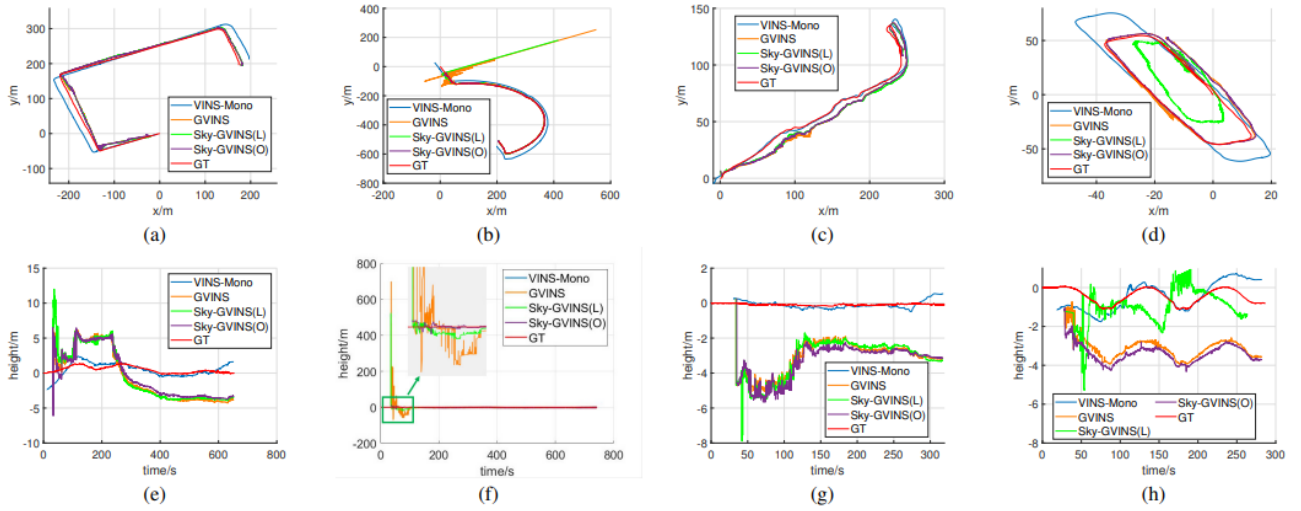 360
300
200
100
0
-100
-200
-100
0
100
200
y/m
x/m
VINS-Mono
GVINS
Sky-GVINS(L)
Sky-GVINS(O)
GT
(a)
400
200
0
-200
-400
-600
-800
-200
0
200
400
600
y/m
x/m
VINS-Mono
GVINS
Sky-GVINS(L)
Sky-GVINS(O)
GT
(b)
150
100
50
0
0
100
200
300
y/m
x/m
VINS-Mono
GVINS
Sky-GVINS(L)
Sky-GVINS(O)
GT
(c)
50
0
-50
-40
-20
0
20
y/m
x/m
VINS-Mono
GVINS
Sky-GVINS(L)
Sky-GVINS(O)
GT
(d)
15
10
5
0
-5
-10
0
200
400
600
800
height/m
time/s
VINS-Mono
GVINS
Sky-GVINS(L)
Sky-GVINS(O)
GT
(e)
800
600
400
200
0
-200
0
200
400
600
800
height/m
time/s
VINS-Mono
GVINS
Sky-GVINS(L)
Sky-GVINS(O)
GT
(f)
2
0
-2
-4
-6
-8
0
50
100
150
200
250
300
height/m
time/s
VINS-Mono
GVINS
Sky-GVINS(L)
Sky-GVINS(O)
GT
(g)
0
-2
-4
-6
-8
0
50
100
150
200
250
300
height/m
time/s
VINS-Mono
GVINS
Sky-GVINS(L)
Sky-GVINS(O)
GT
(h)